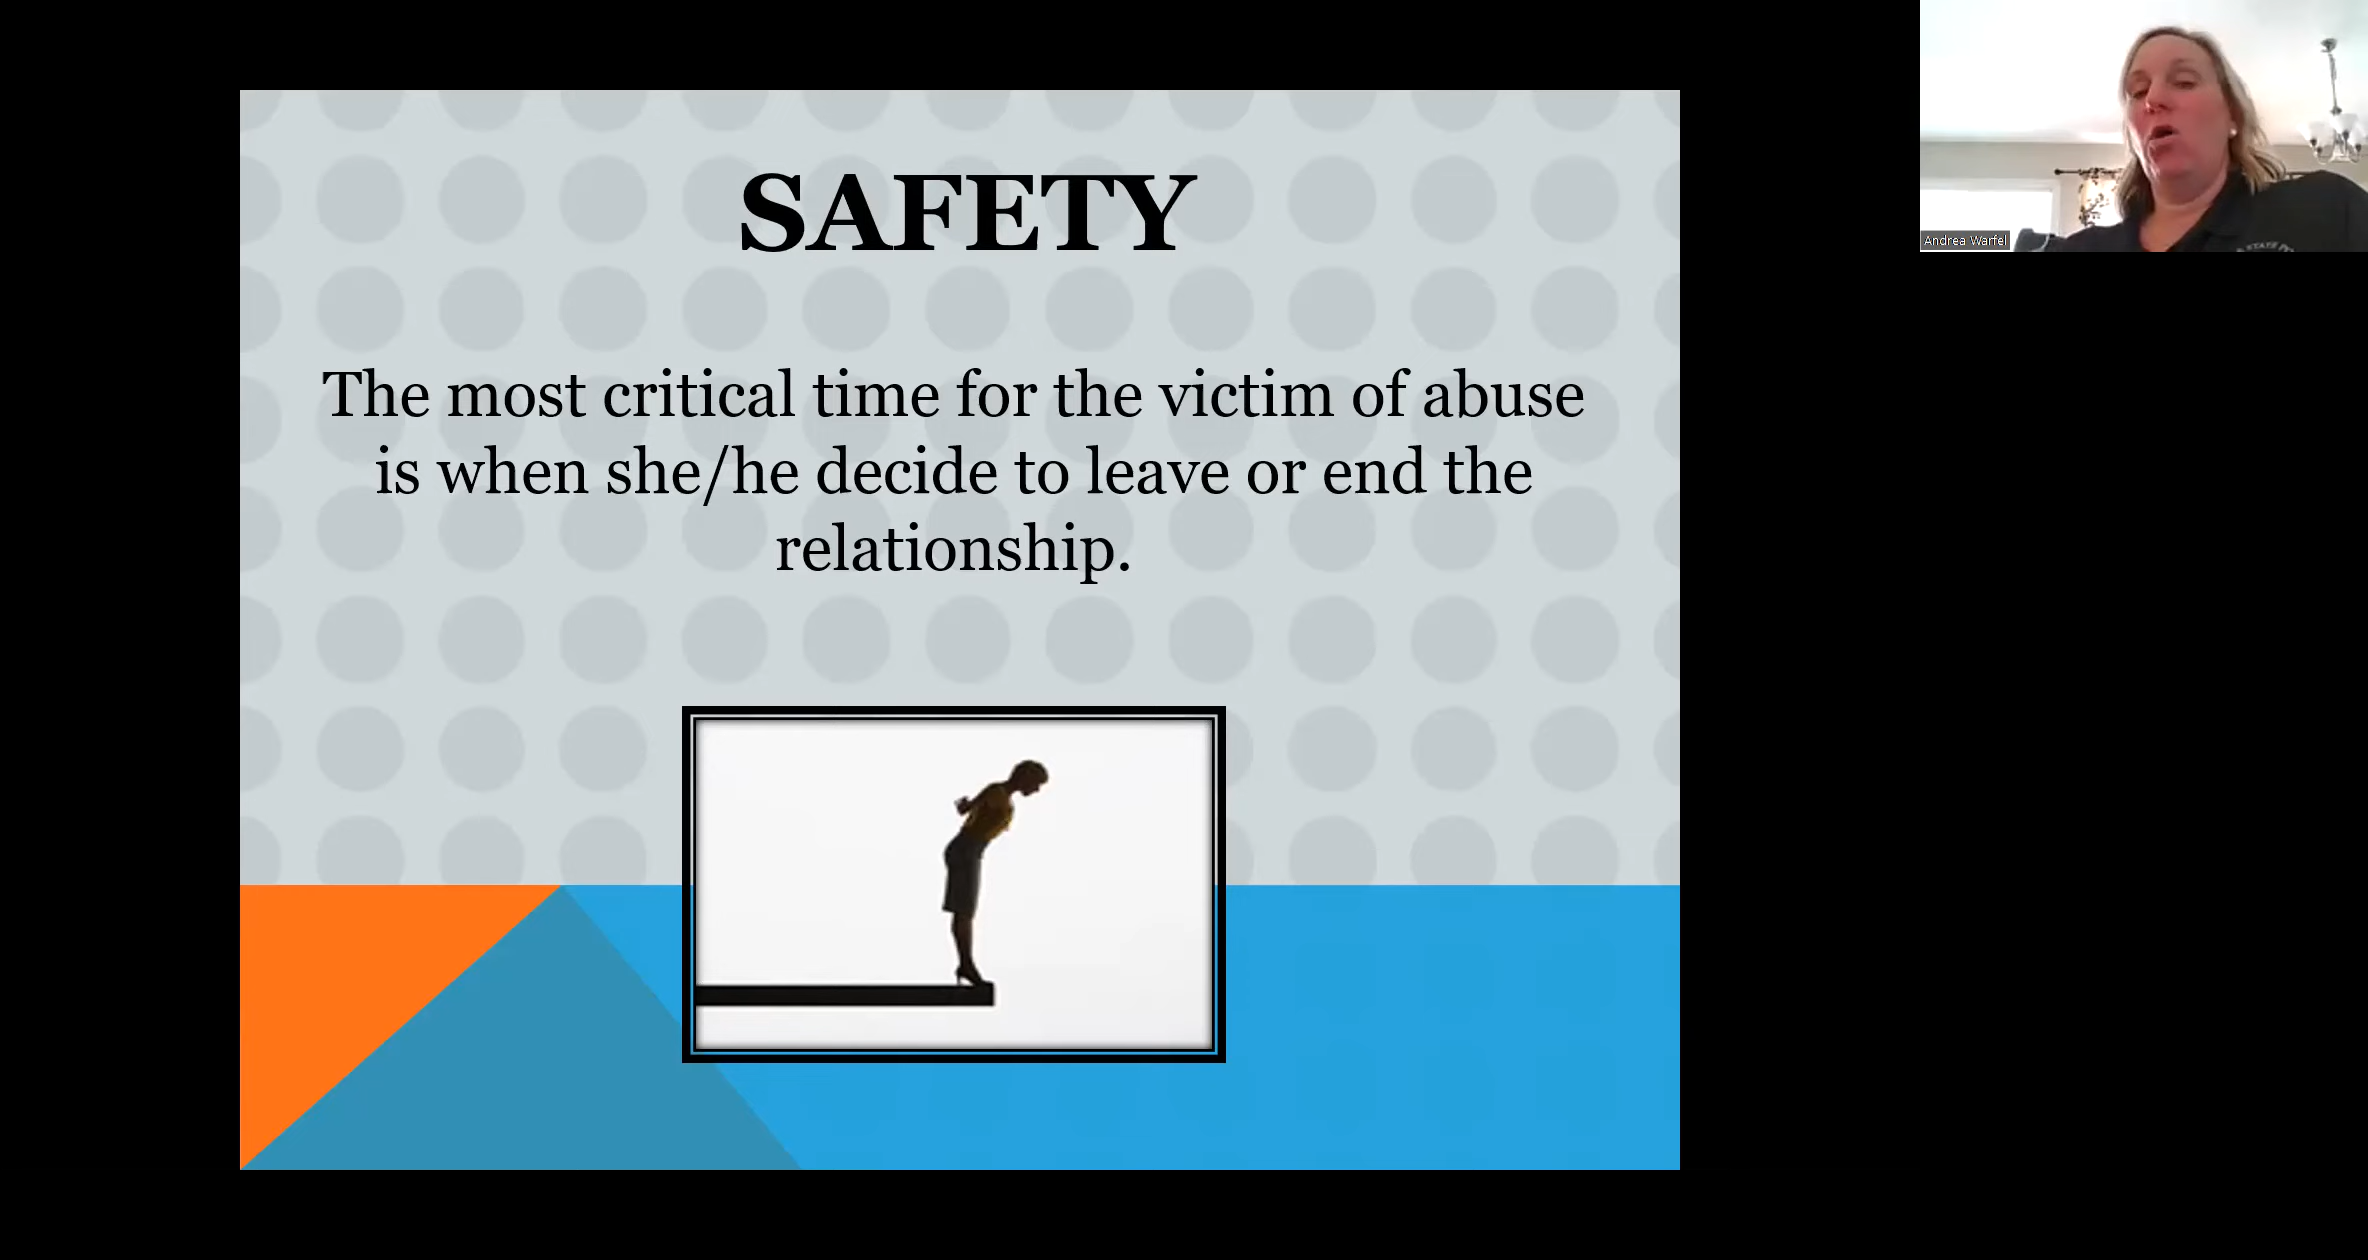 SAFETY
The most critical time for the victim of abuse
is when she/he decide to leave or end the
relationship.
Andrea Warfel
STATE